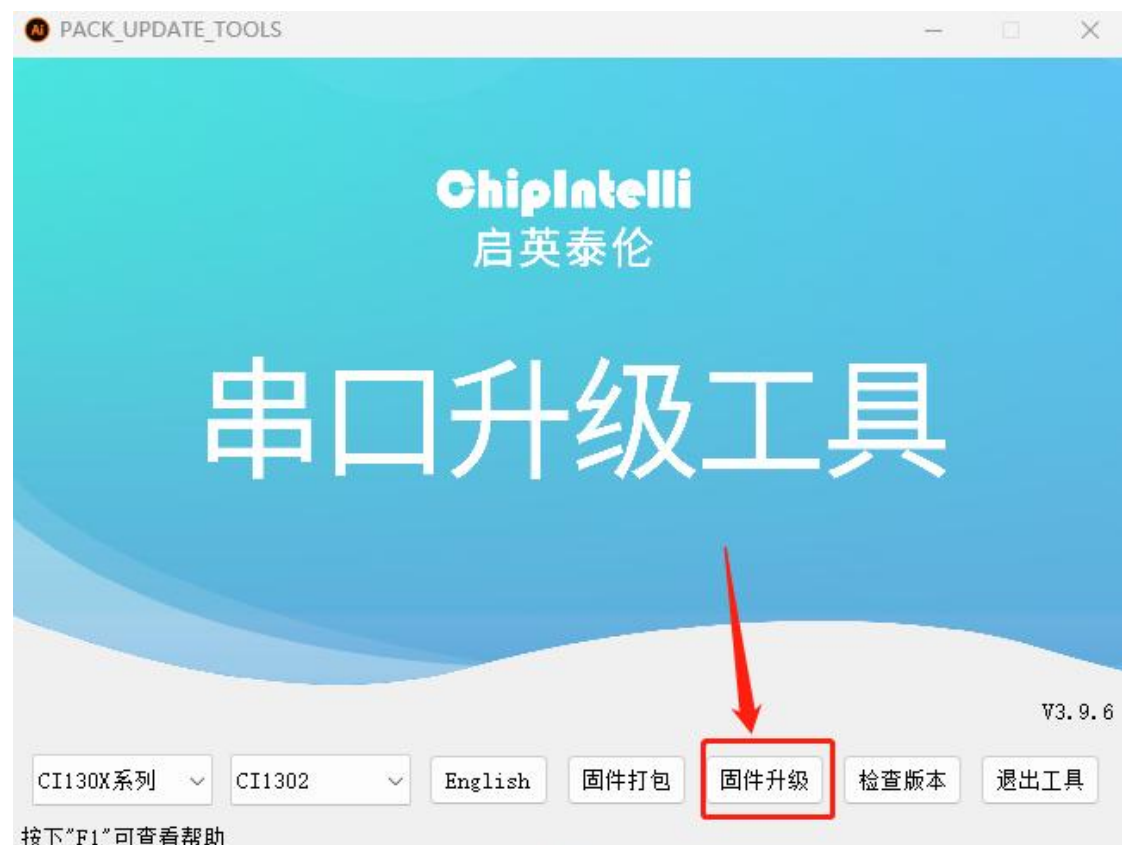 Ai PACK_UPDATE_TOOLS
ChipIntelli
启英泰伦
串口升级工具
V3.9.6
CI130X系列 CI1302 English 固件打包 固件升级 检查版本 退出工具
按下"F1"可查看帮助